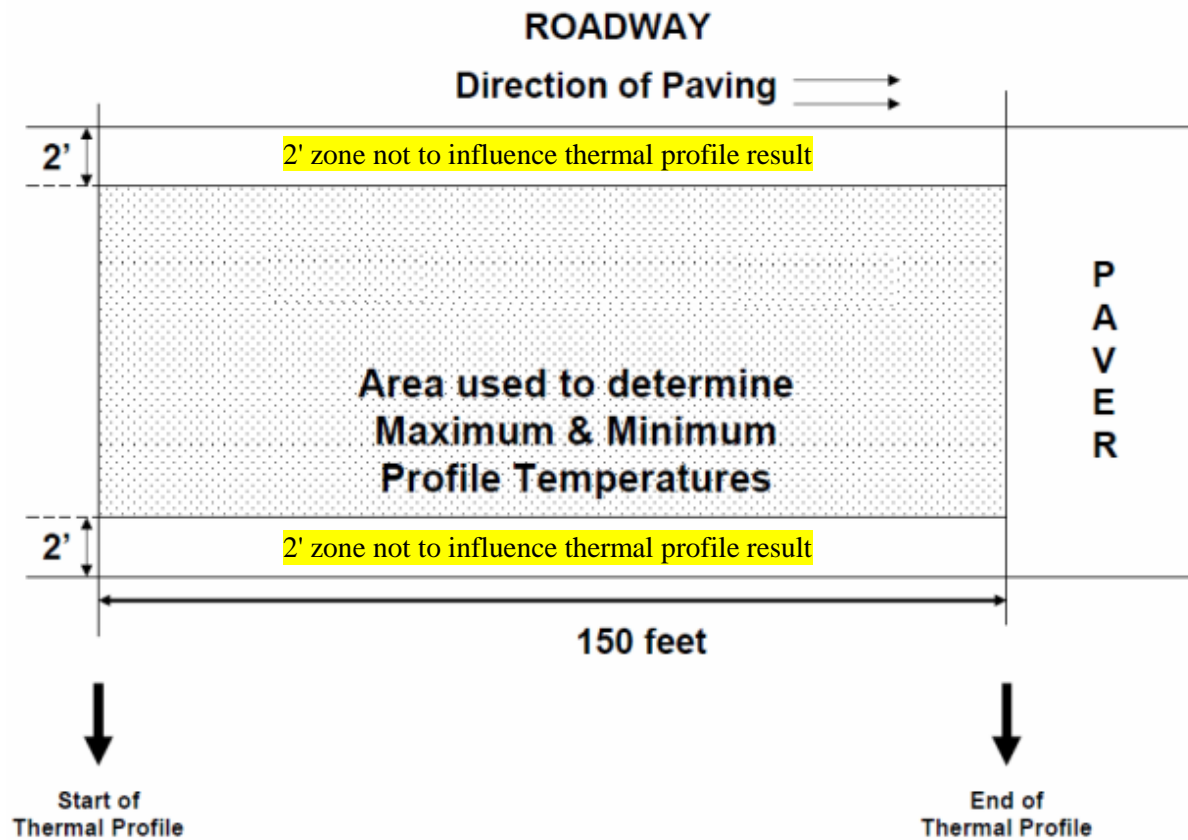 ROADWAY
Direction of Paving
2’
2' zone not to influence thermal profile result
P
A
V
E
R
Area used to determine
Maximum & Minimum
Profile Temperatures
2’
2' zone not to influence thermal profile result
150 feet
Start of
Thermal Profile
End of
Thermal Profile